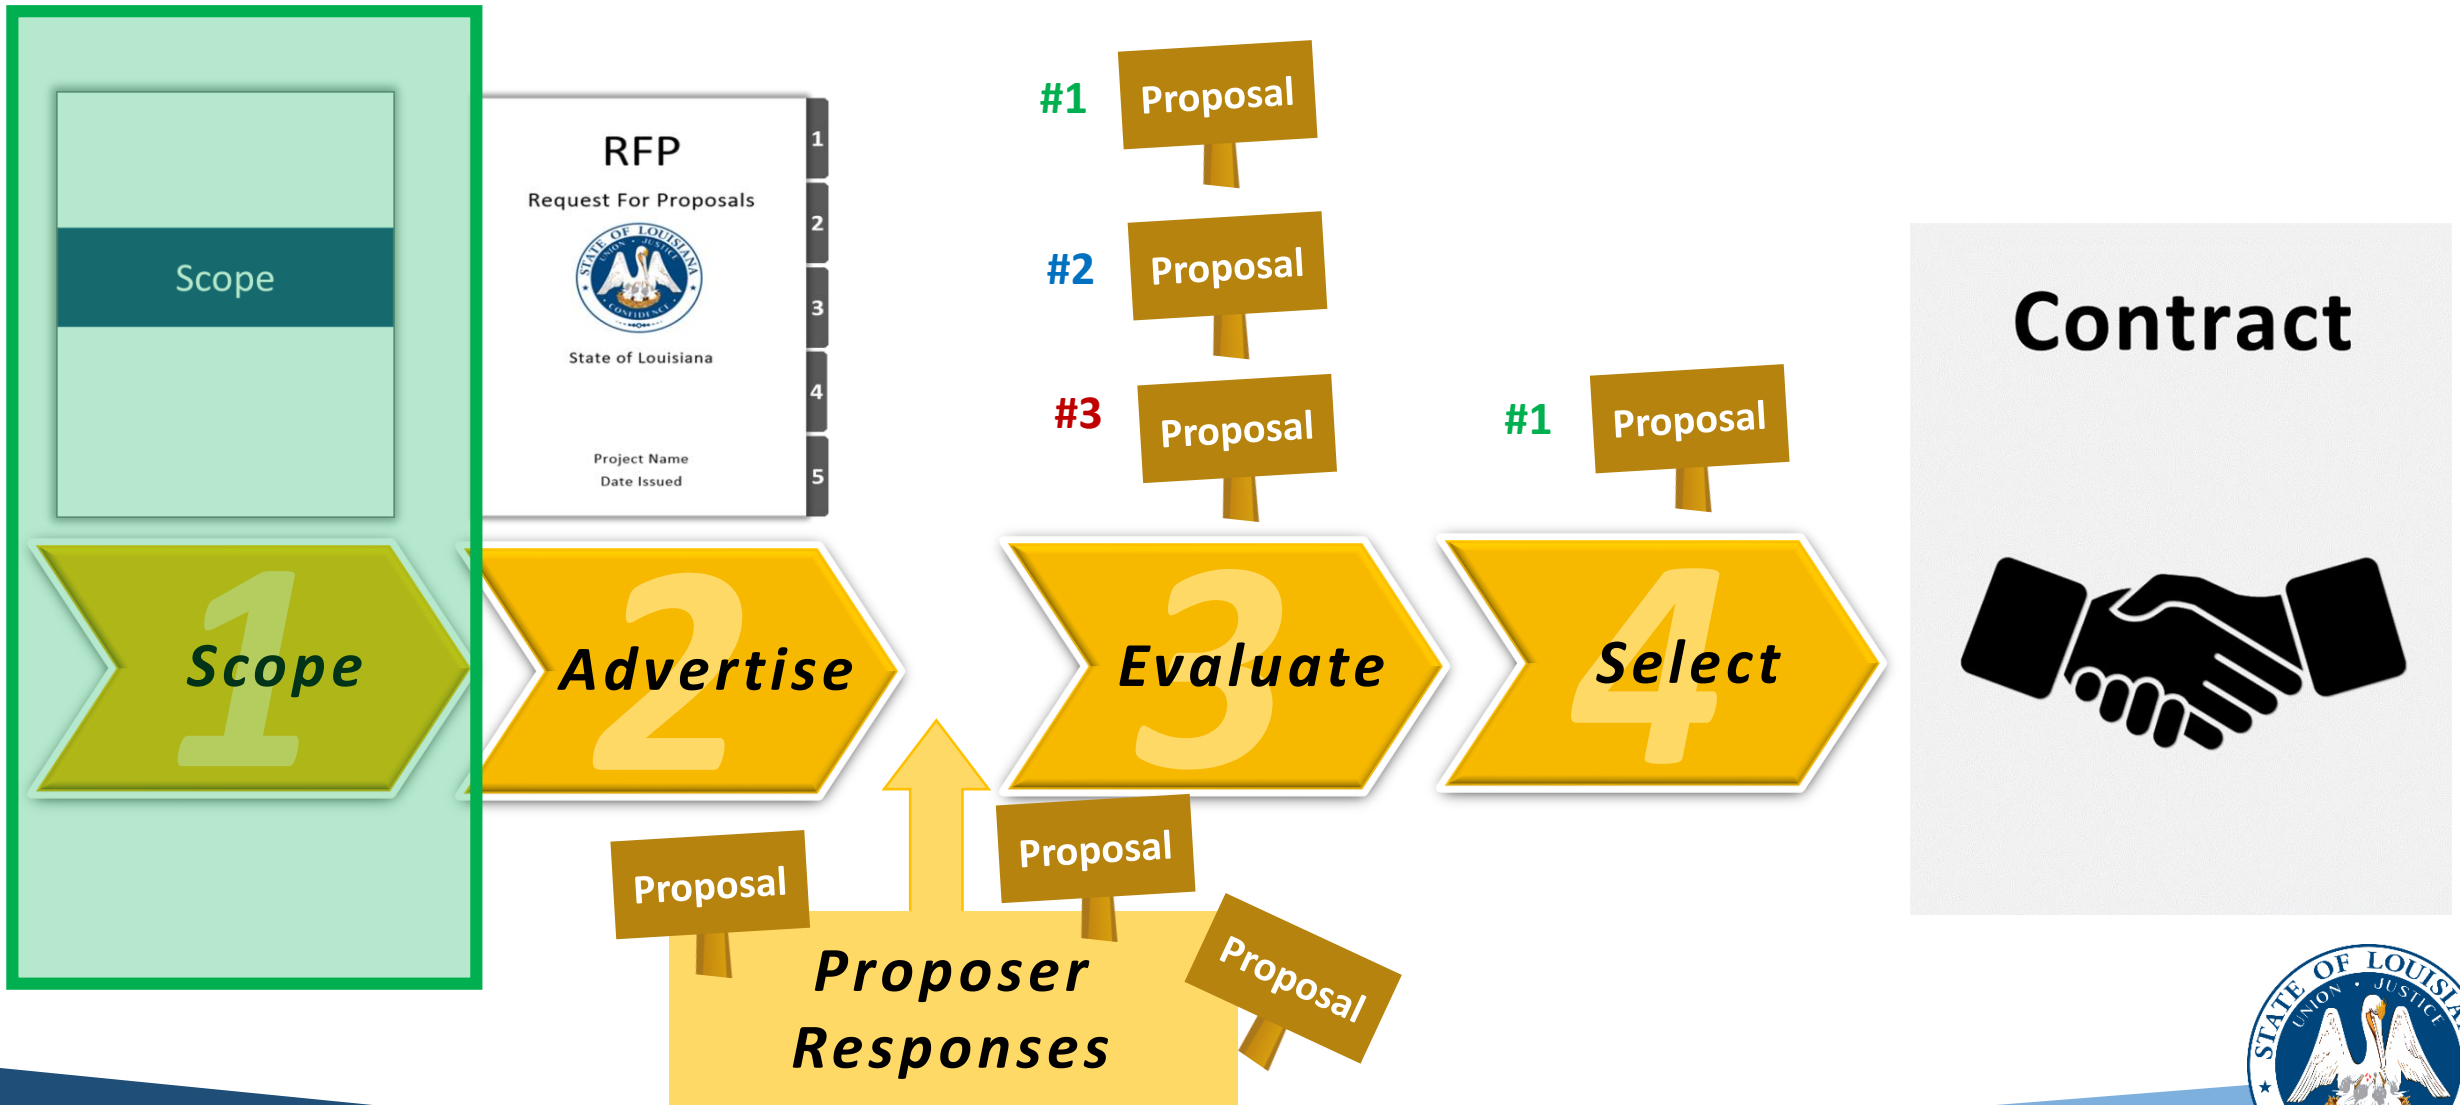 Scope
RFP
Request For Proposals
STATE OF LOUISIANA
UNION · JUSTICE
CONFIDENCE
State of Louisiana
Project Name
Date Issued
1
2
3
4
5
#1 Proposal
#2 Proposal
#3 Proposal
#1 Proposal
Contract
1
Scope
2
Advertise
3
Evaluate
4
Select
Proposal
Proposal
Proposal
Proposer
Responses
STATE OF LOUISIA
UNION · JUSTICE